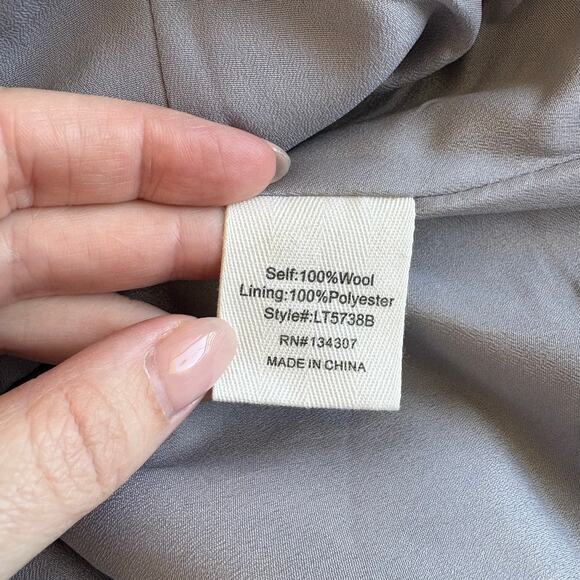 Self:100%Wool
Lining:100%Polyester
Style#:LT5738B
RN#134307
MADE IN CHINA